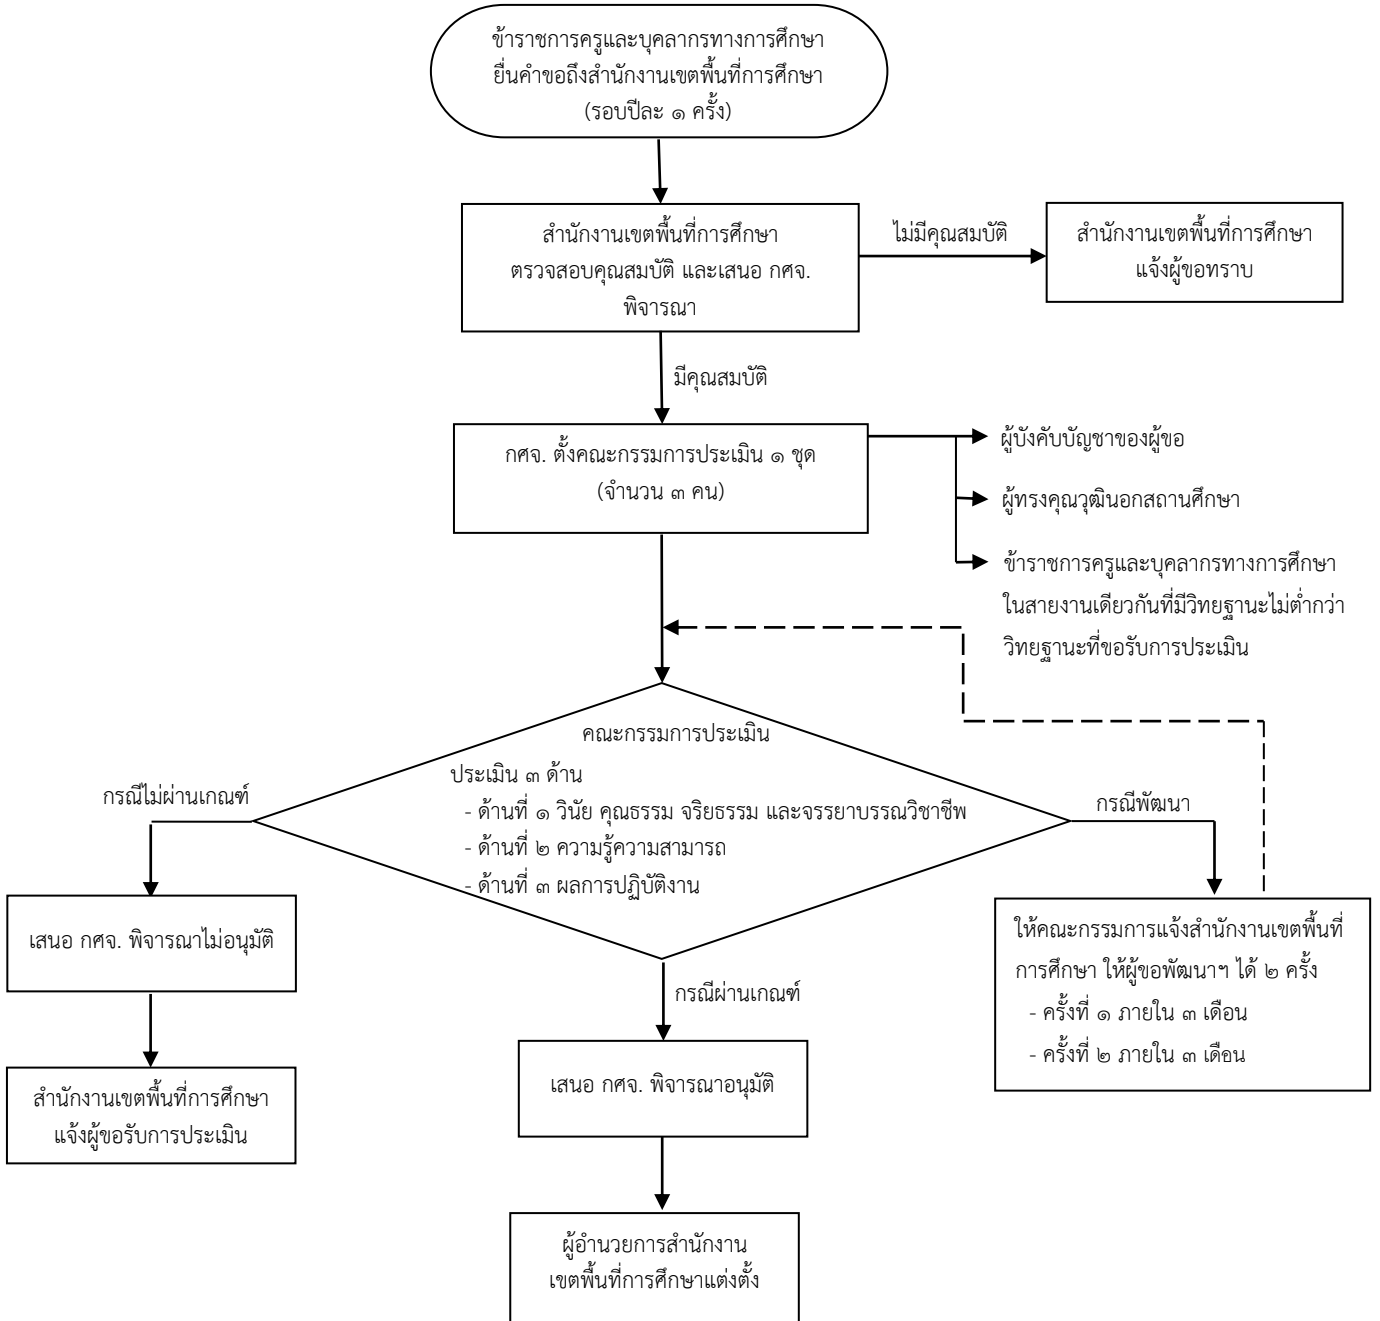 ข้าราชการครูและบุคลากรทางการศึกษา
ยื่นคำขอถึงสำนักงานเขตพื้นที่การศึกษา
(รอบปีละ ๑ ครั้ง)
สำนักงานเขตพื้นที่การศึกษา
ตรวจสอบคุณสมบัติ และเสนอ กศจ.
พิจารณา
ไม่มีคุณสมบัติ
สำนักงานเขตพื้นที่การศึกษา
แจ้งผู้ขอทราบ
มีคุณสมบัติ
กศจ. ตั้งคณะกรรมการประเมิน ๑ ชุด
(จำนวน ๓ คน)
ผู้บังคับบัญชาของผู้ขอ
ผู้ทรงคุณวุฒินอกสถานศึกษา
ข้าราชการครูและบุคลากรทางการศึกษา
ในสายงานเดียวกันที่มีวิทยฐานะไม่ต่ำกว่า
วิทยฐานะที่ขอรับการประเมิน
คณะกรรมการประเมิน
ประเมิน ๓ ด้าน
- ด้านที่ ๑ วินัย คุณธรรม จริยธรรม และจรรยาบรรณวิชาชีพ
- ด้านที่ ๒ ความรู้ความสามารถ
- ด้านที่ ๓ ผลการปฏิบัติงาน
กรณีไม่ผ่านเกณฑ์
เสนอ กศจ. พิจารณาไม่อนุมัติ
สำนักงานเขตพื้นที่การศึกษา
แจ้งผู้ขอรับการประเมิน
กรณีผ่านเกณฑ์
เสนอ กศจ. พิจารณาอนุมัติ
ผู้อำนวยการสำนักงาน
เขตพื้นที่การศึกษาแต่งตั้ง
กรณีพัฒนา
ให้คณะกรรมการแจ้งสำนักงานเขตพื้นที่
การศึกษา ให้ผู้ขอพัฒนาฯ ได้ ๒ ครั้ง
- ครั้งที่ ๑ ภายใน ๓ เดือน
- ครั้งที่ ๒ ภายใน ๓ เดือน